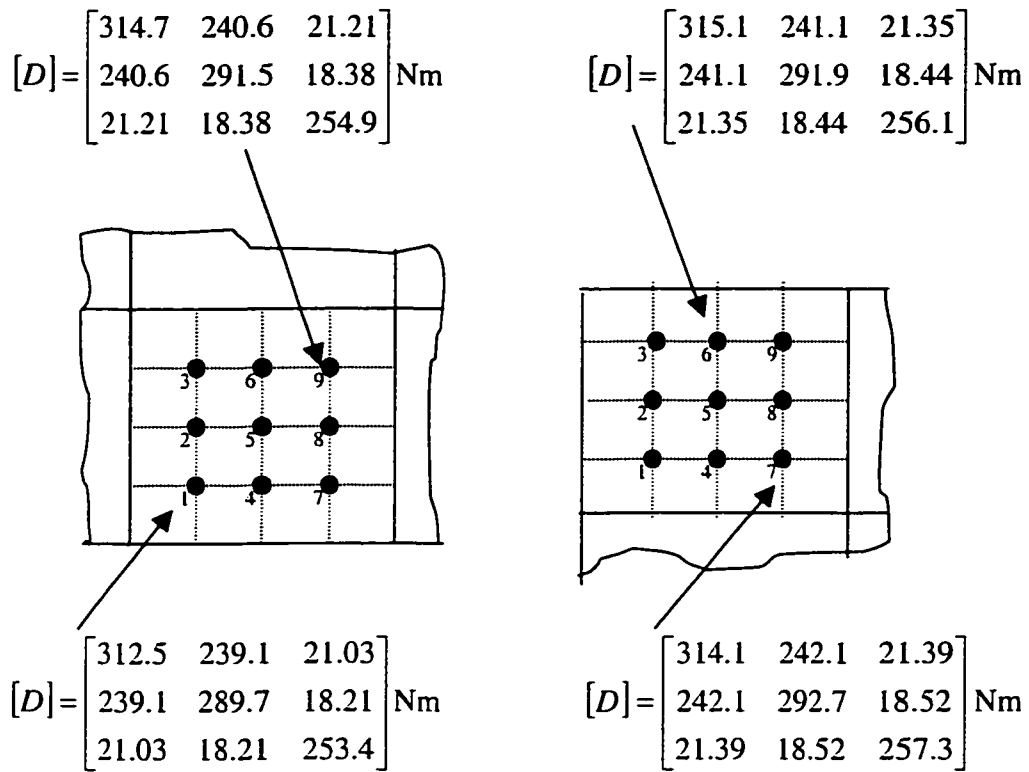 [D] = [314.7 240.6 21.21
240.6 291.5 18.38
21.21 18.38 254.9] Nm
[D] = [315.1 241.1 21.35
241.1 291.9 18.44
21.35 18.44 256.1] Nm
3 6 9
2 5 8
1 4 7
3 6 9
2 5 8
1 4 7
[D] = [312.5 239.1 21.03
239.1 289.7 18.21
21.03 18.21 253.4] Nm
[D] = [314.1 242.1 21.39
242.1 292.7 18.52
21.39 18.52 257.3] Nm